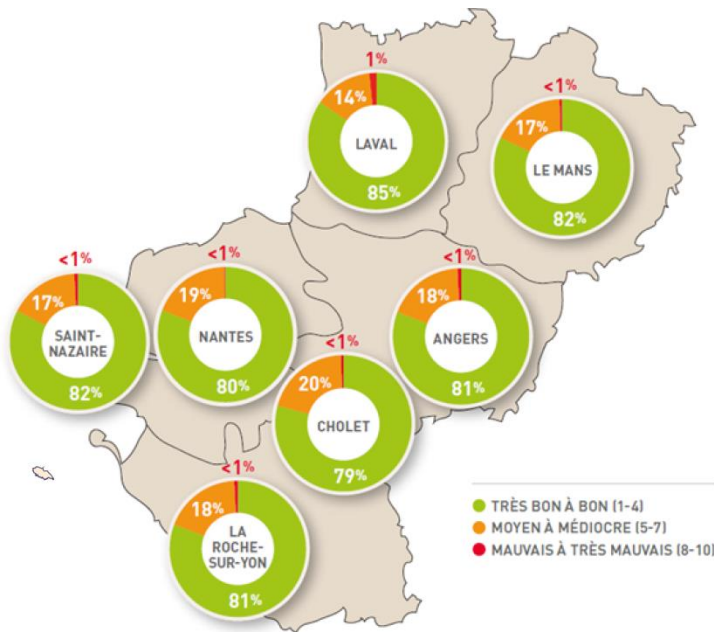 1%
14%
LAVAL
85%
<1%
17%
LE MANS
82%
<1%
17%
SAINT-
NAZAIRE
82%
<1%
19%
NANTES
80%
<1%
18%
ANGERS
81%
<1%
20%
CHOLET
79%
<1%
18%
LA
ROCHE-
SUR-YON
81%
TRÈS BON À BON (1-4)
MOYEN À MÉDIOCRE (5-7)
MAUVAIS À TRÈS MAUVAIS (8-10)